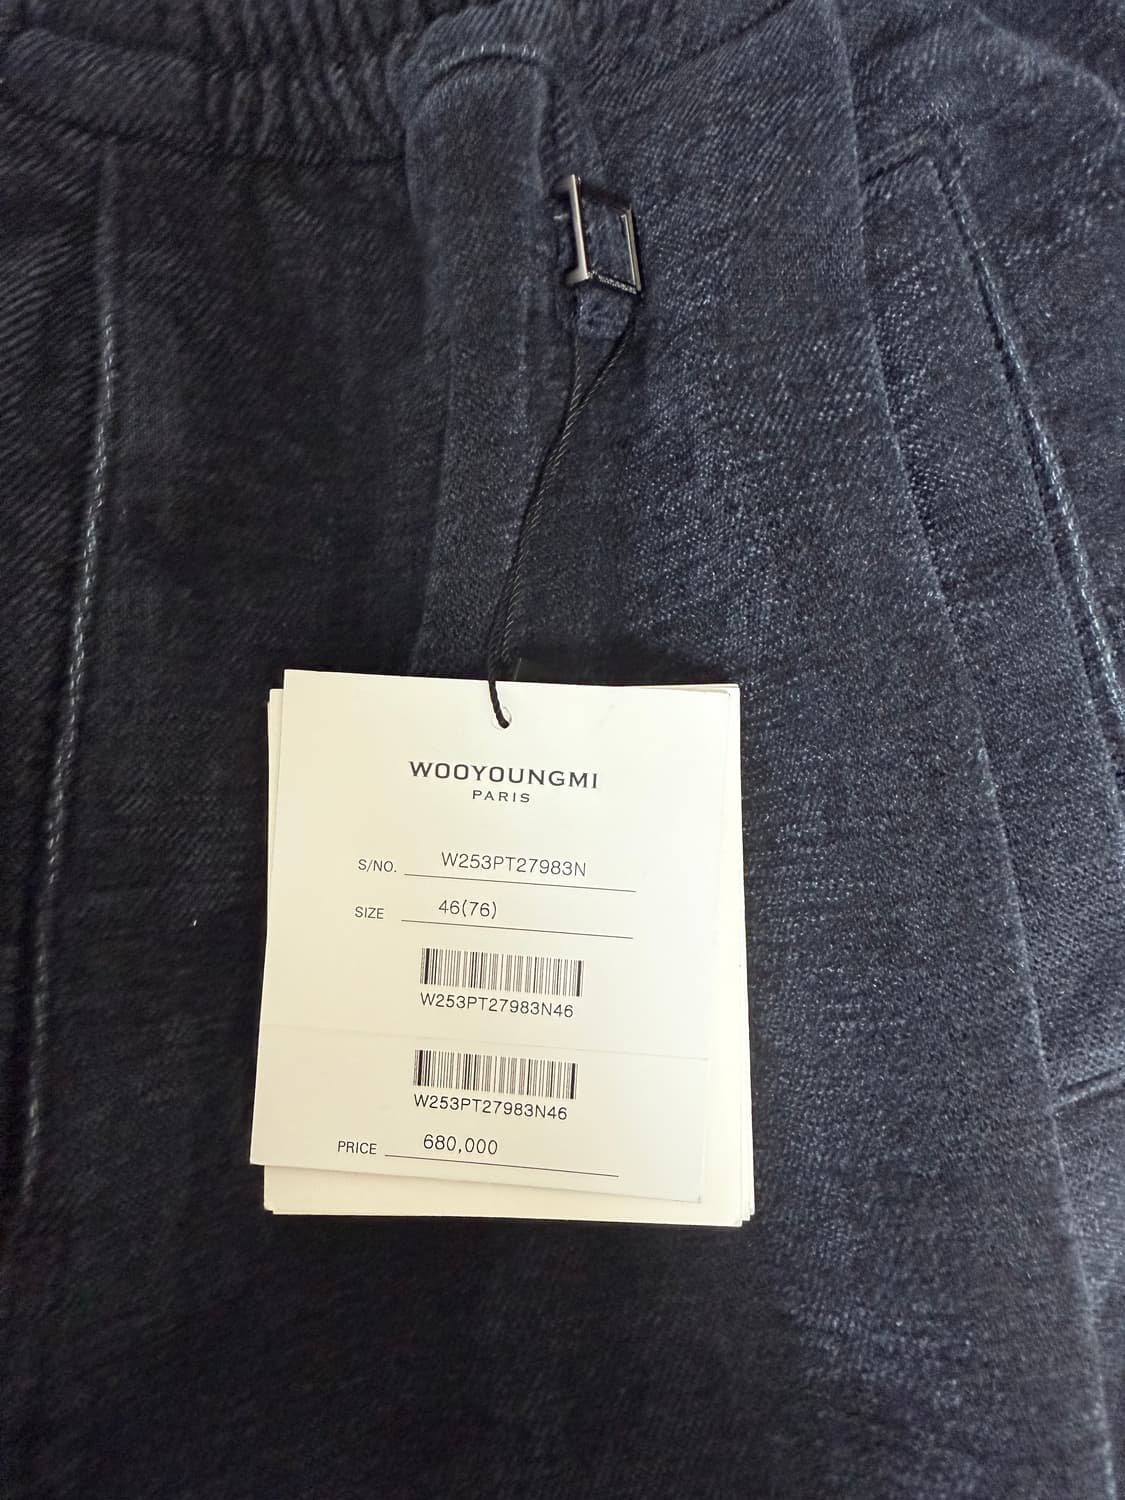 WOOYOUNGMI
PARIS
S/NO. W253PT27983N
SIZE 46(76)
W253PT27983N46
W253PT27983N46
PRICE 680,000